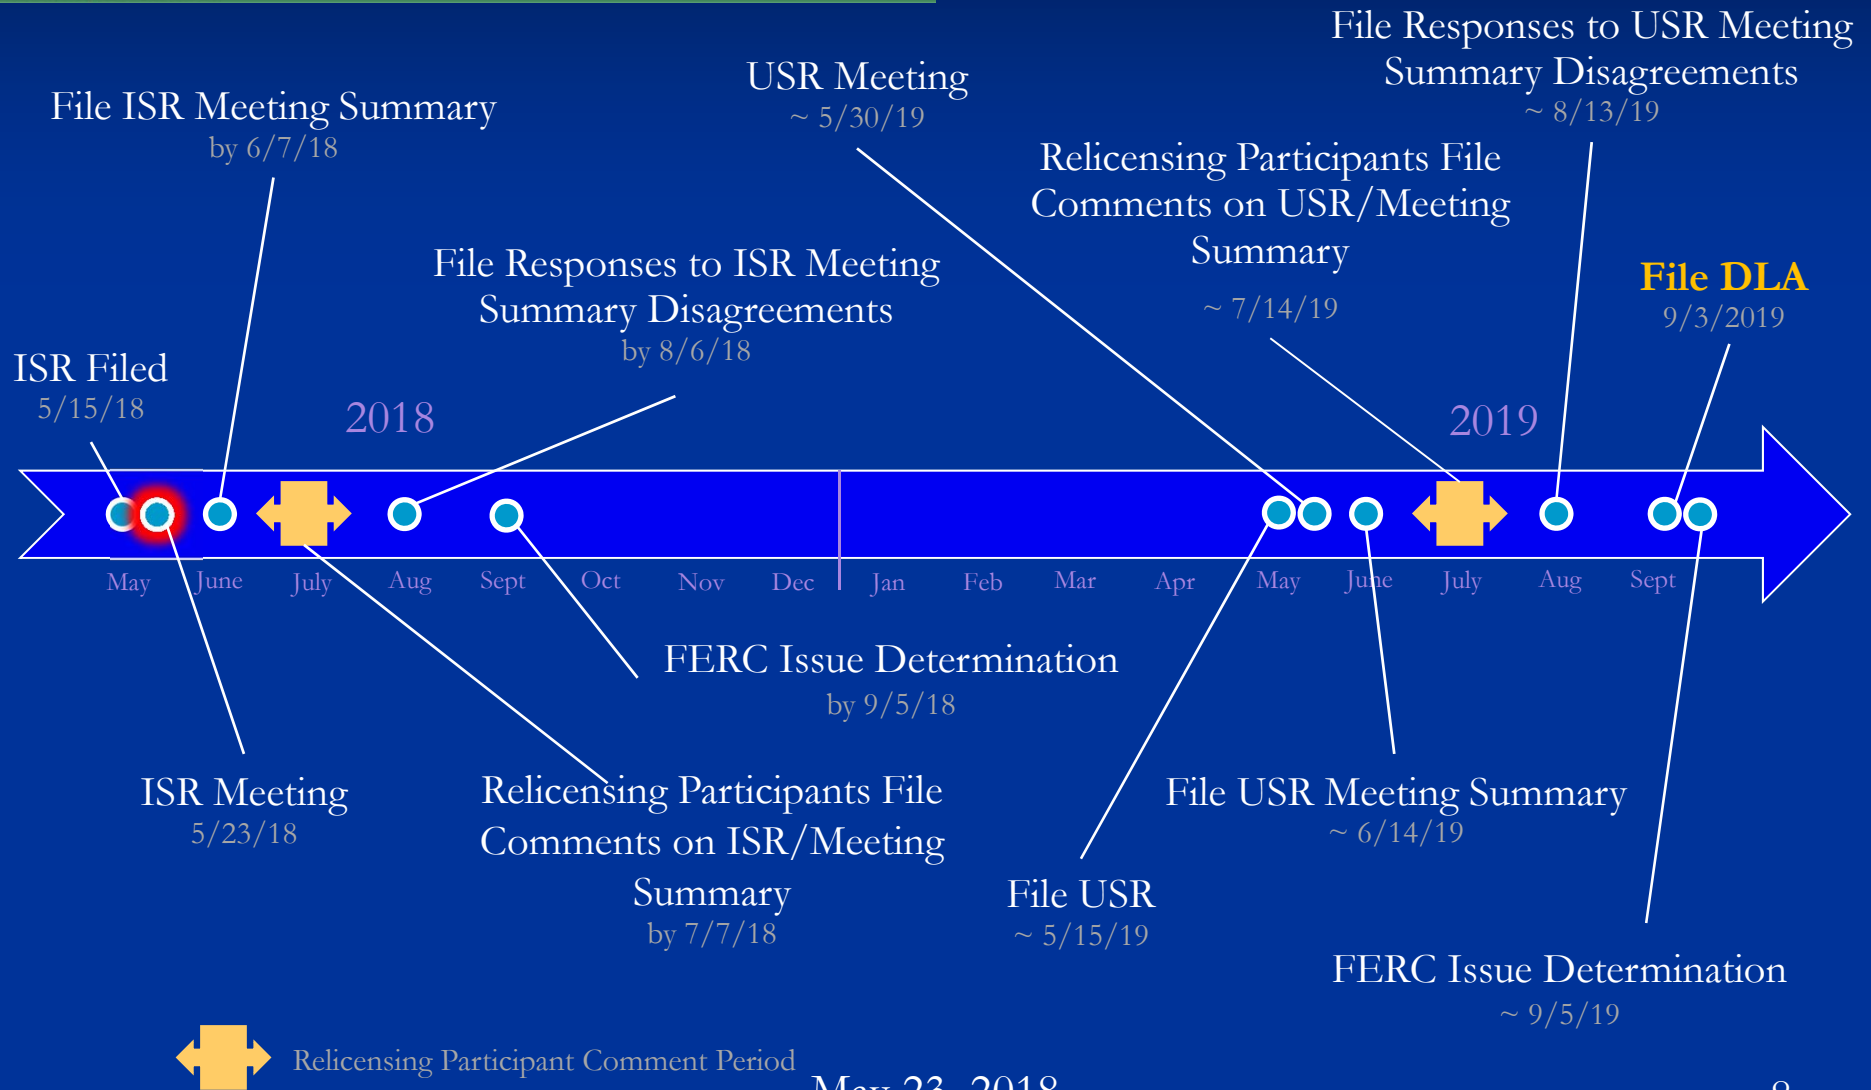 File ISR Meeting Summary
by 6/7/18
USR Meeting
~ 5/30/19
File Responses to USR Meeting
Summary Disagreements
~ 8/13/19
Relicensing Participants File
Comments on USR/Meeting
Summary
~ 7/14/19
File Responses to ISR Meeting
Summary Disagreements
by 8/6/18
File DLA
9/3/2019
ISR Filed
5/15/18
2018
2019
May June July Aug Sept Oct Nov Dec Jan Feb Mar Apr May June July Aug Sept
FERC Issue Determination
by 9/5/18
ISR Meeting
5/23/18
Relicensing Participants File
Comments on ISR/Meeting
Summary
by 7/7/18
File USR Meeting Summary
~ 6/14/19
File USR
~ 5/15/19
FERC Issue Determination
~ 9/5/19
Relicensing Participant Comment Period
May 23, 2018